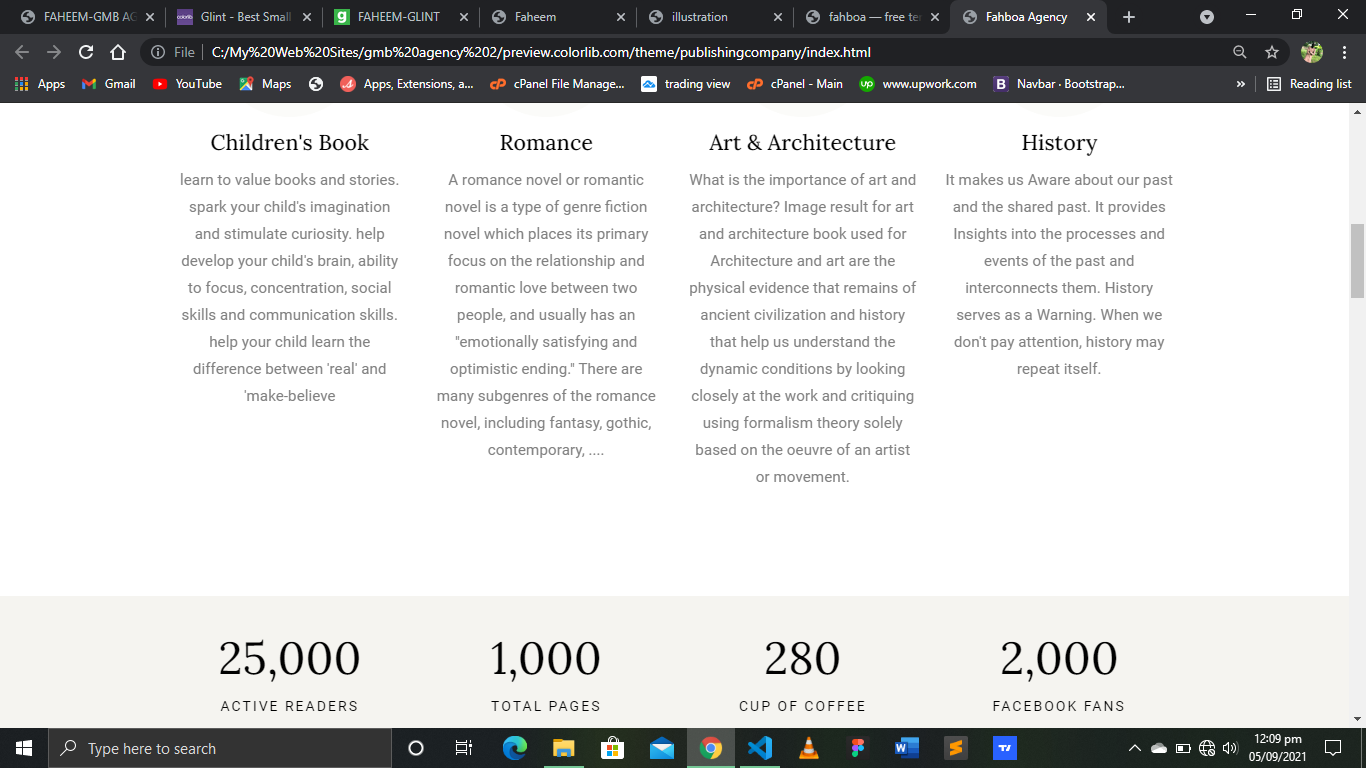 FAHEEM-GMB AG
Glint - Best Small
FAHEEM-GLINT
Faheem
illustration
fahboa — free te
Fahboa Agency
File
C:/My%20Web%20Sites/gmb%20agency%202/preview.colorlib.com/theme/publishingcompany/index.html
Apps
Gmail
YouTube
Maps
Apps, Extensions, a...
cPanel File Manage...
trading view
cPanel - Main
www.upwork.com
Navbar · Bootstrap...
»
Reading list
Children's Book
learn to value books and stories.
spark your child's imagination
and stimulate curiosity. help
develop your child's brain, ability
to focus, concentration, social
skills and communication skills.
help your child learn the
difference between 'real' and
'make-believe
Romance
A romance novel or romantic
novel is a type of genre fiction
novel which places its primary
focus on the relationship and
romantic love between two
people, and usually has an
"emotionally satisfying and
optimistic ending." There are
many subgenres of the romance
novel, including fantasy, gothic,
contemporary, ....
Art & Architecture
What is the importance of art and
architecture? Image result for art
and architecture book used for
Architecture and art are the
physical evidence that remains of
ancient civilization and history
that help us understand the
dynamic conditions by looking
closely at the work and critiquing
using formalism theory solely
based on the oeuvre of an artist
or movement.
History
It makes us Aware about our past
and the shared past. It provides
Insights into the processes and
events of the past and
interconnects them. History
serves as a Warning. When we
don't pay attention, history may
repeat itself.
25,000
ACTIVE READERS
1,000
TOTAL PAGES
280
CUP OF COFFEE
2,000
FACEBOOK FANS
Type here to search
12:09 pm
05/09/2021